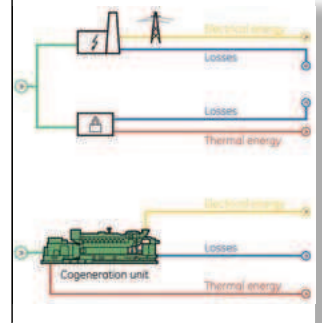 Electrical energy
Losses
Losses
Thermal energy
Electrical energy
Losses
Cogeneration unit
Thermal energy